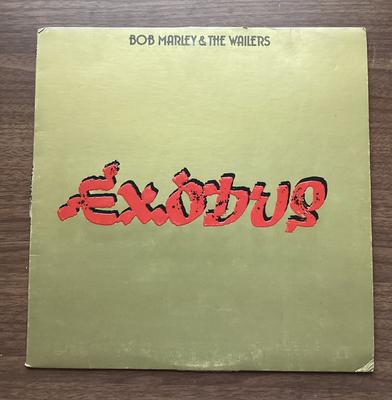 BOB MARLEY & THE WAILERS
EXODUS